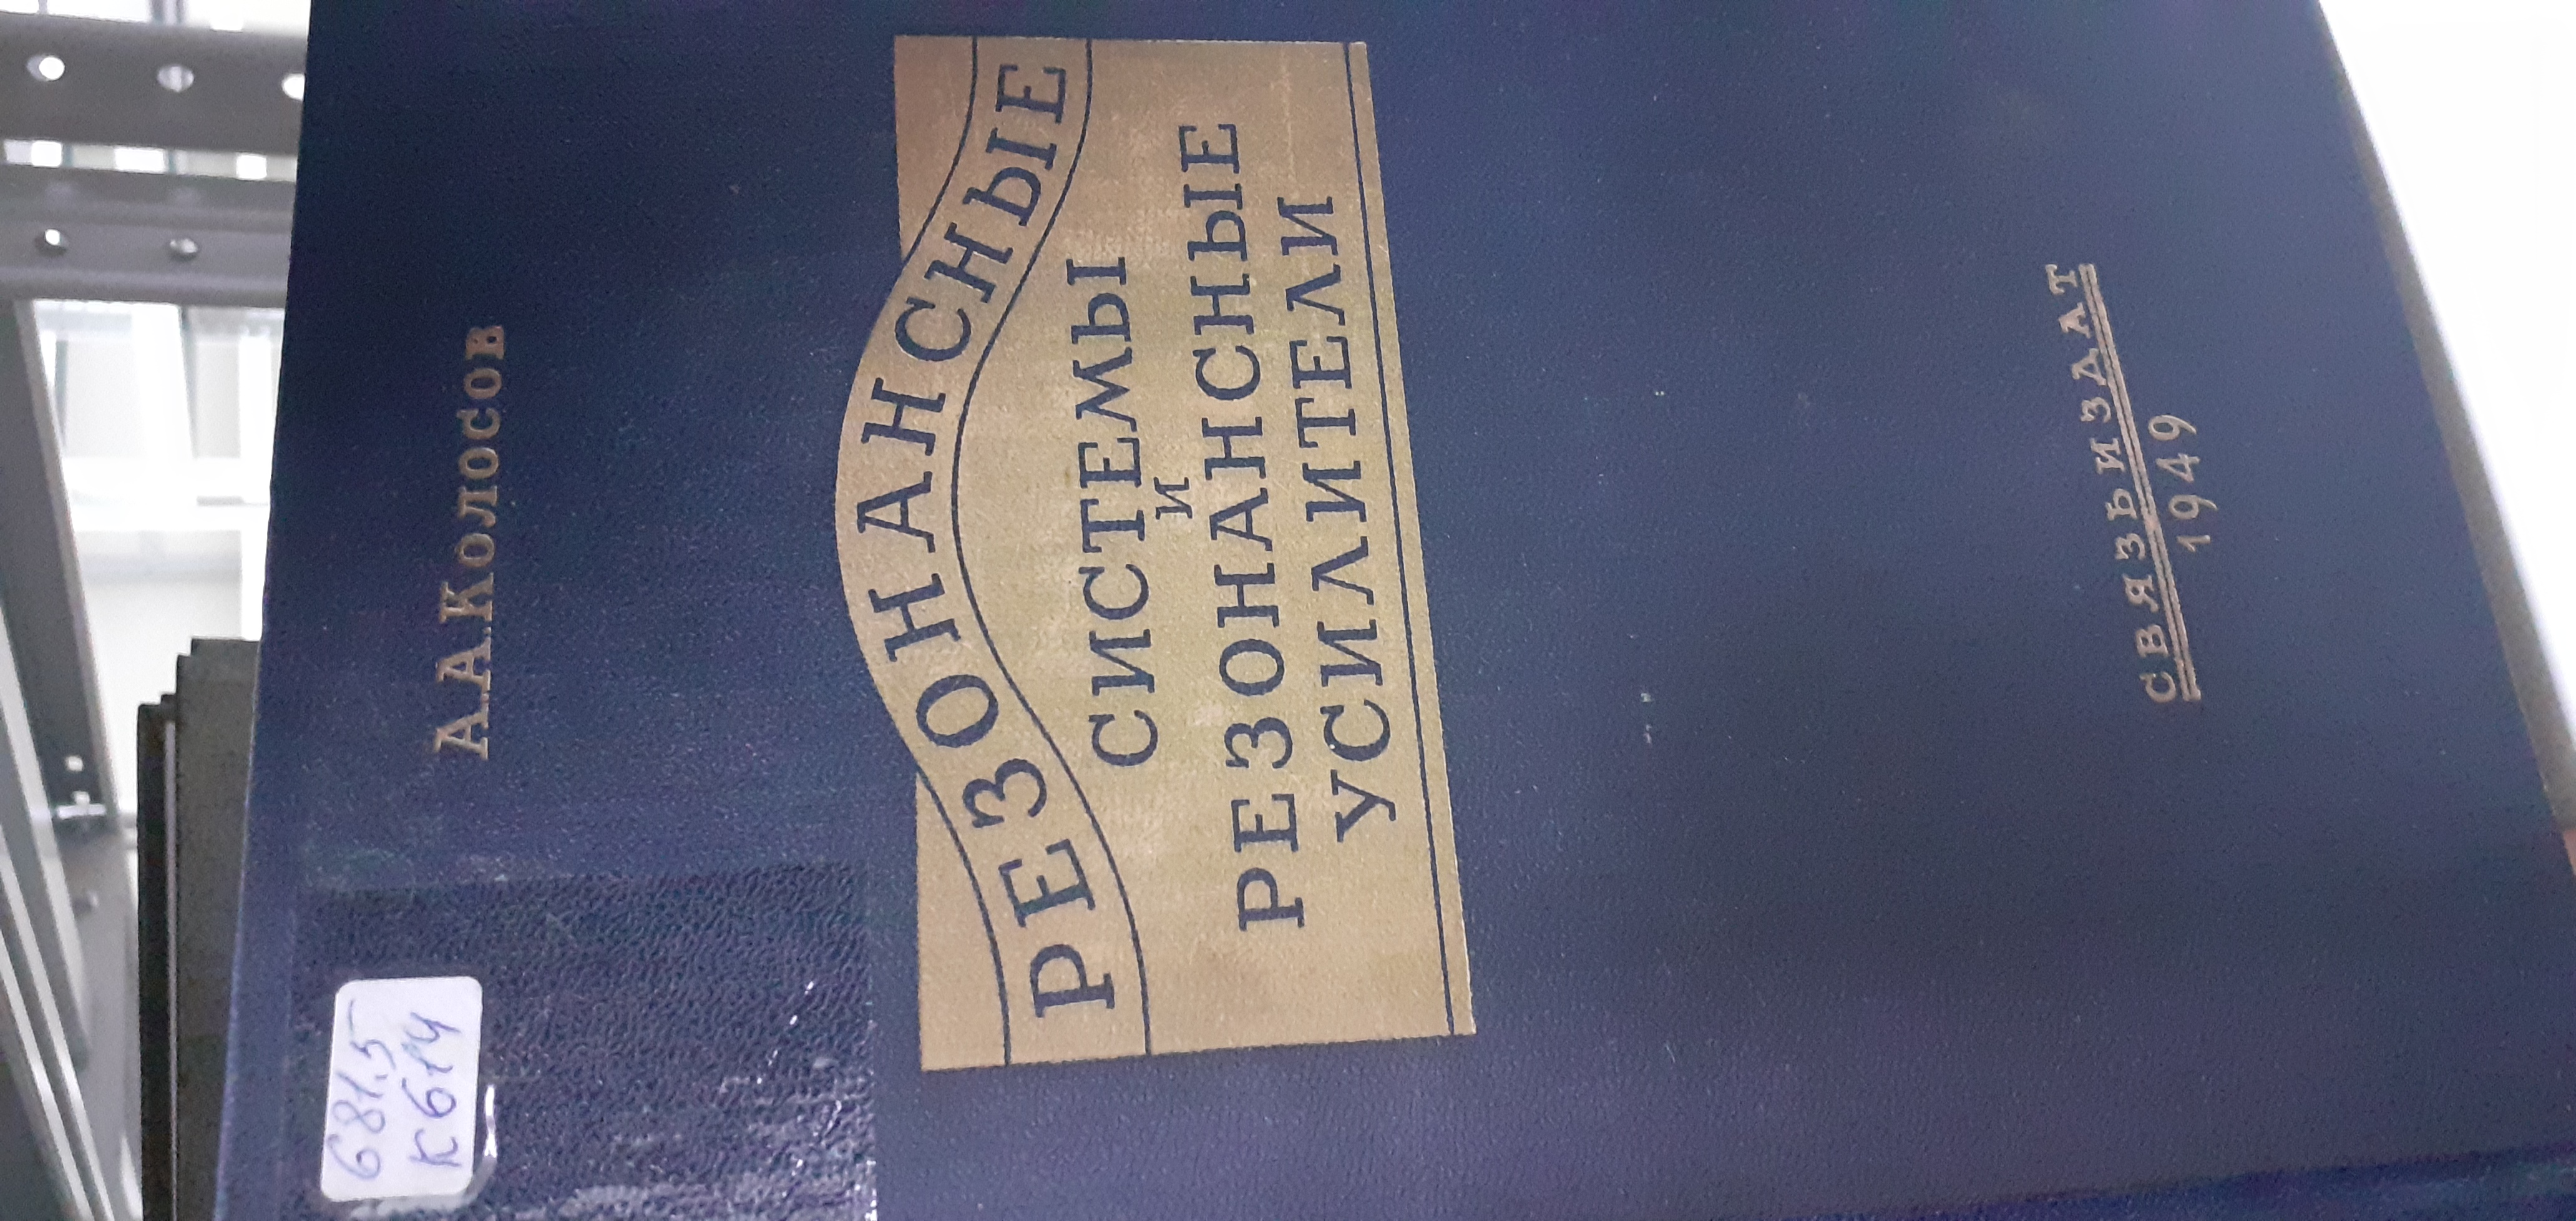 А.А.Колосов
РЕЗОНАНСНЫЕ
СИСТЕМЫ
И
РЕЗОНАНСНЫЕ
УСИЛИТЕЛИ
СВЯЗЬИЗДАТ
1949
681.5
К614